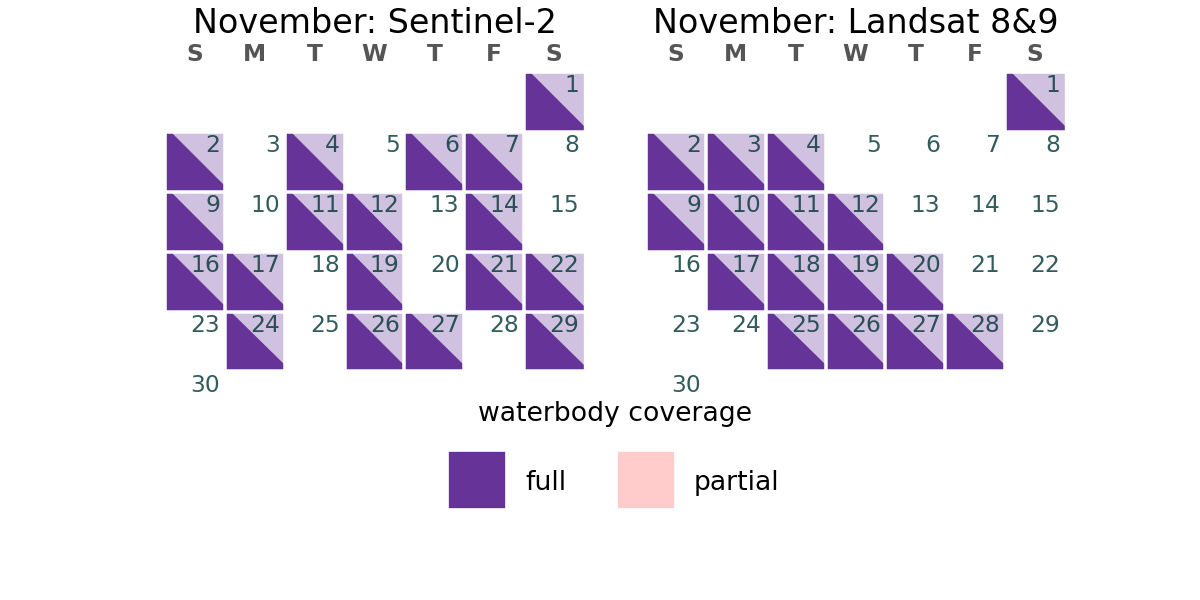 November: Sentinel-2
S M T W T F S
1
2 3 4 5 6 7 8
9 10 11 12 13 14 15
16 17 18 19 20 21 22
23 24 25 26 27 28 29
30
November: Landsat 8&9
S M T W T F S
1
2 3 4 5 6 7 8
9 10 11 12 13 14 15
16 17 18 19 20 21 22
23 24 25 26 27 28 29
30
waterbody coverage
full partial